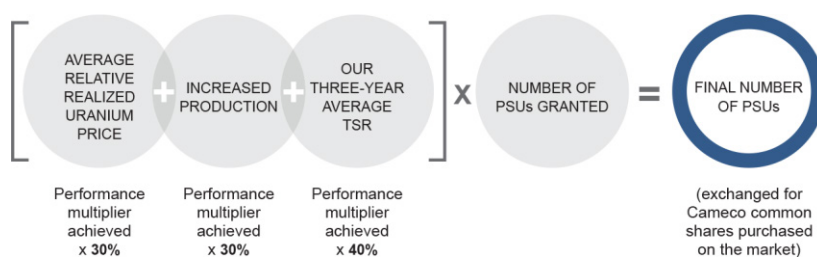 AVERAGE
RELATIVE
REALIZED
URANIUM
PRICE
+
INCREASED
PRODUCTION
+
OUR
THREE-YEAR
AVERAGE
TSR
x
NUMBER OF
PSUs GRANTED
=
FINAL NUMBER
OF PSUs
Performance
multiplier
achieved
x 30%
Performance
multiplier
achieved
x 30%
Performance
multiplier
achieved
x 40%
(exchanged for
Cameco common
shares purchased
on the market)